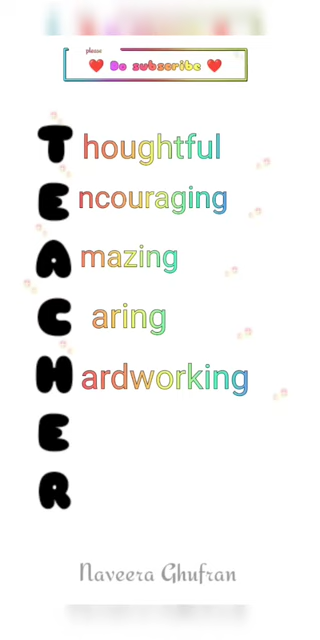 please
Do subscribe
Thoughtful
Encouraging
Amazing
Caring
Hardworking
E
R
Naveera Ghufran